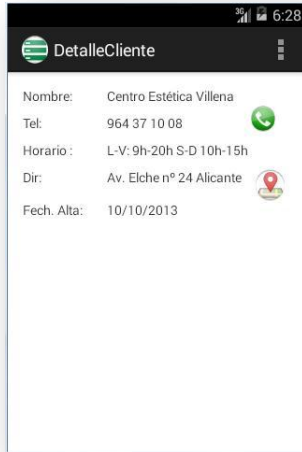 3G 6:28
DetalleCliente
Nombre: Centro Estética Villena
Tel: 964 37 10 08
Horario : L-V: 9h-20h S-D 10h-15h
Dir: Av. Elche nº 24 Alicante
Fech. Alta: 10/10/2013